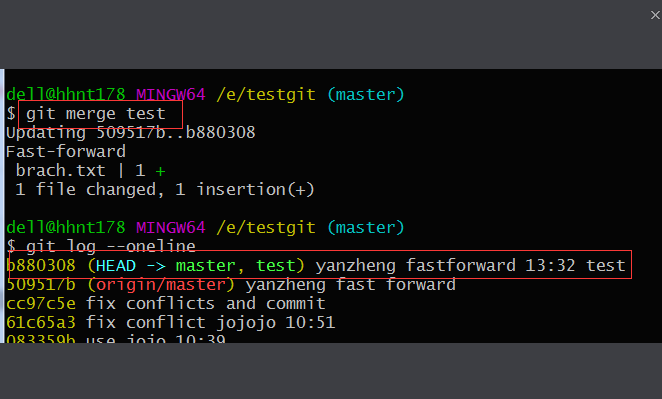 dell@hhnt178 MINGW64 /e/testgit (master)
$ git merge test
Updating 509517b..b880308
Fast-forward
 brach.txt | 1 +
 1 file changed, 1 insertion(+)
dell@hhnt178 MINGW64 /e/testgit (master)
$ git log --oneline
b880308 (HEAD -> master, test) yanzheng fastforward 13:32 test
509517b (origin/master) yanzheng fast forward
cc97c5e fix conflicts and commit
61c65a3 fix conflict jojojo 10:51
083359b use jojo 10:39